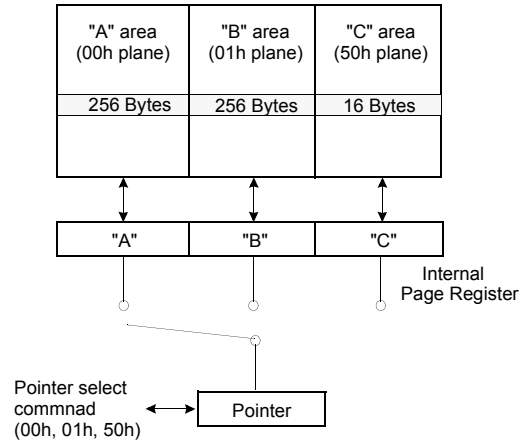 "A" area
(00h plane)
"B" area
(01h plane)
"C" area
(50h plane)
256 Bytes
256 Bytes
16 Bytes
"A"
"B"
"C"
Internal
Page Register
Pointer select
commnad
(00h, 01h, 50h)
Pointer